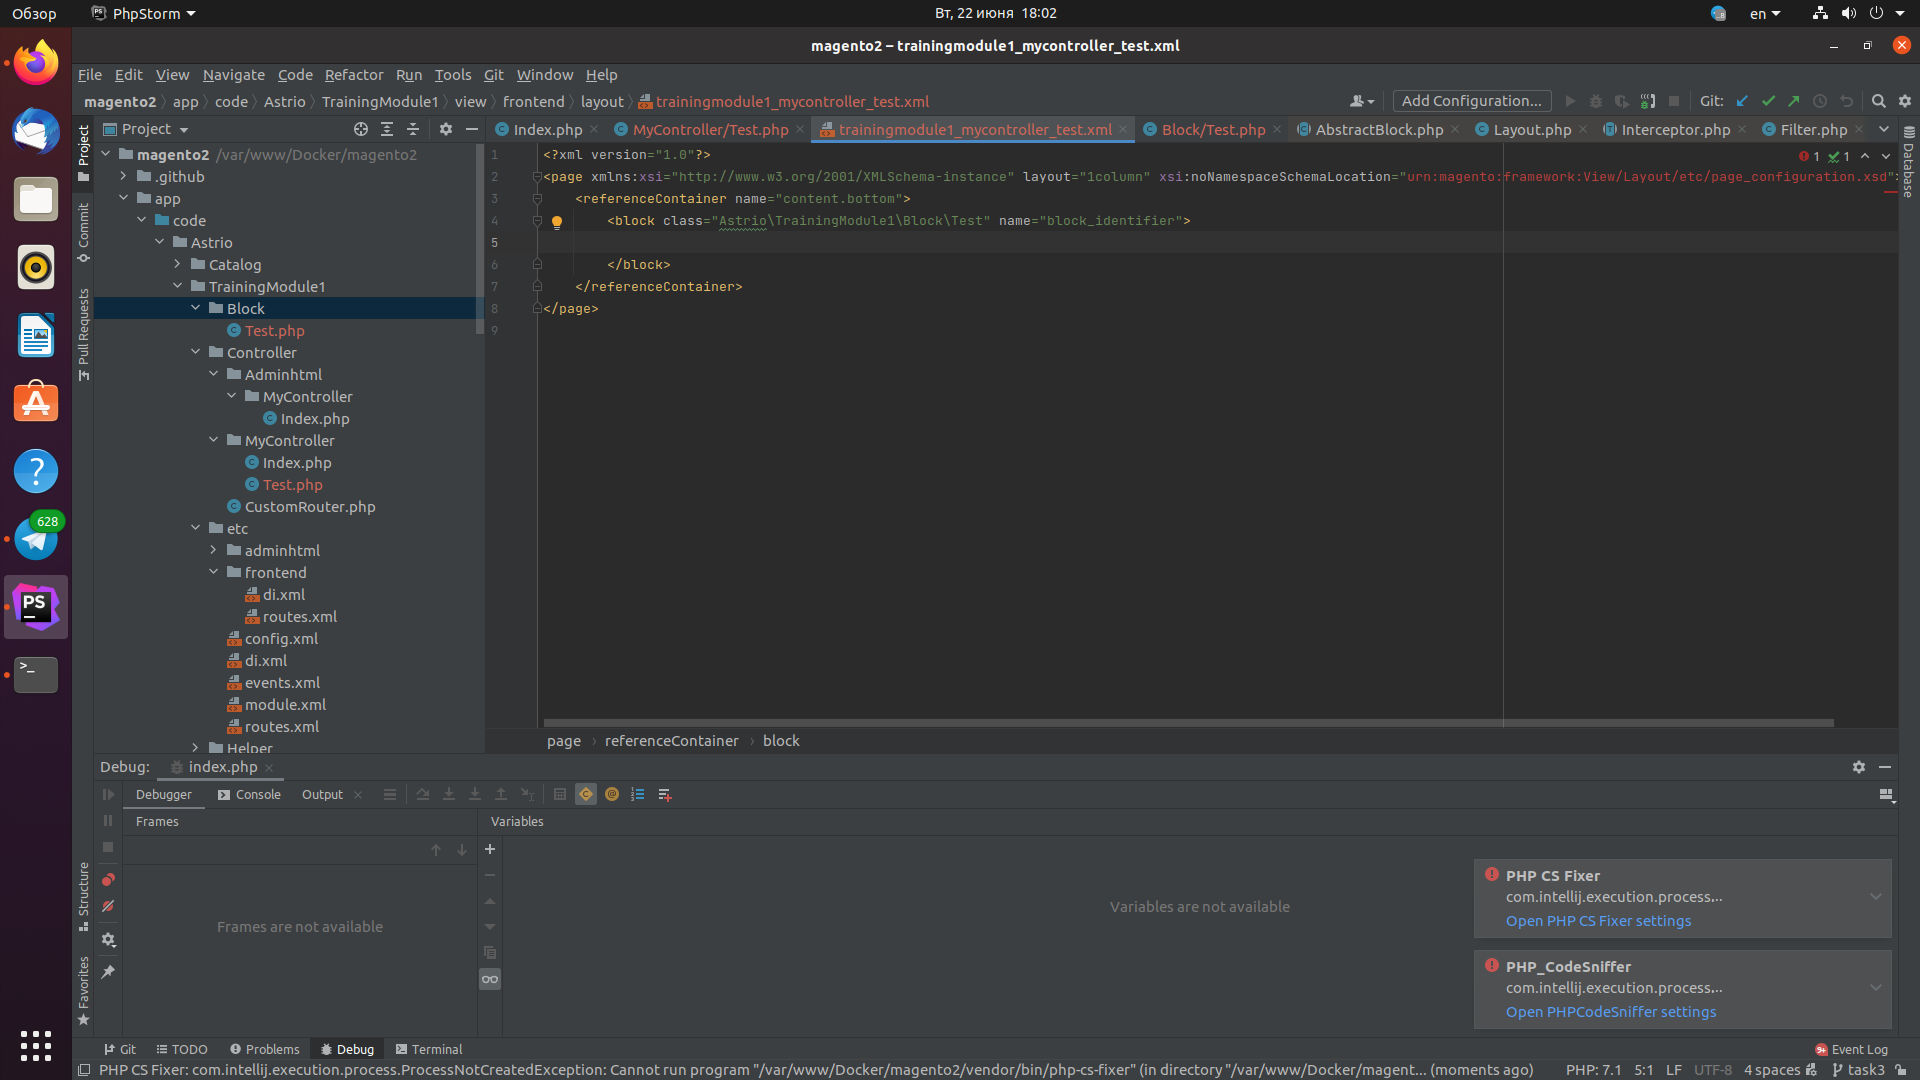 Обзор
PhpStorm
Вт, 22 июня 18:02
en
magento2 – trainingmodule1_mycontroller_test.xml
File Edit View Navigate Code Refactor Run Tools Git Window Help
magento2 app code Astrio TrainingModule1 view frontend layout trainingmodule1_mycontroller_test.xml
Add Configuration...
Git:
Project
Index.php
MyController/Test.php
trainingmodule1_mycontroller_test.xml
Block/Test.php
AbstractBlock.php
Layout.php
Interceptor.php
Filter.php
Project
Commit
Pull Requests
Structure
Favorites
Database
magento2 /var/www/Docker/magento2
.github
app
code
Astrio
Catalog
TrainingModule1
Block
Test.php
Controller
Adminhtml
MyController
Index.php
MyController
Index.php
Test.php
CustomRouter.php
etc
adminhtml
frontend
di.xml
routes.xml
config.xml
di.xml
events.xml
module.xml
routes.xml
Helper
1 <?xml version="1.0"?>
2 <page xmlns:xsi="http://www.w3.org/2001/XMLSchema-instance" layout="1column" xsi:noNamespaceSchemaLocation="urn:magento:framework:View/Layout/etc/page_configuration.xsd">
3 <referenceContainer name="content.bottom">
4 <block class="Astrio\TrainingModule1\Block\Test" name="block_identifier">
5
6 </block>
7 </referenceContainer>
8 </page>
9
1 1
page referenceContainer block
Debug: index.php
Debugger Console Output
Frames
Variables
Frames are not available
Variables are not available
PHP CS Fixer
com.intellij.execution.process....
Open PHP CS Fixer settings
PHP_CodeSniffer
com.intellij.execution.process....
Open PHPCodeSniffer settings
628
PS
Git TODO Problems Debug Terminal
9+ Event Log
PHP CS Fixer: com.intellij.execution.process.ProcessNotCreatedException: Cannot run program "/var/www/Docker/magento2/vendor/bin/php-cs-fixer" (in directory "/var/www/Docker/magent... (moments ago)
PHP: 7.1 5:1 LF UTF-8 4 spaces task3